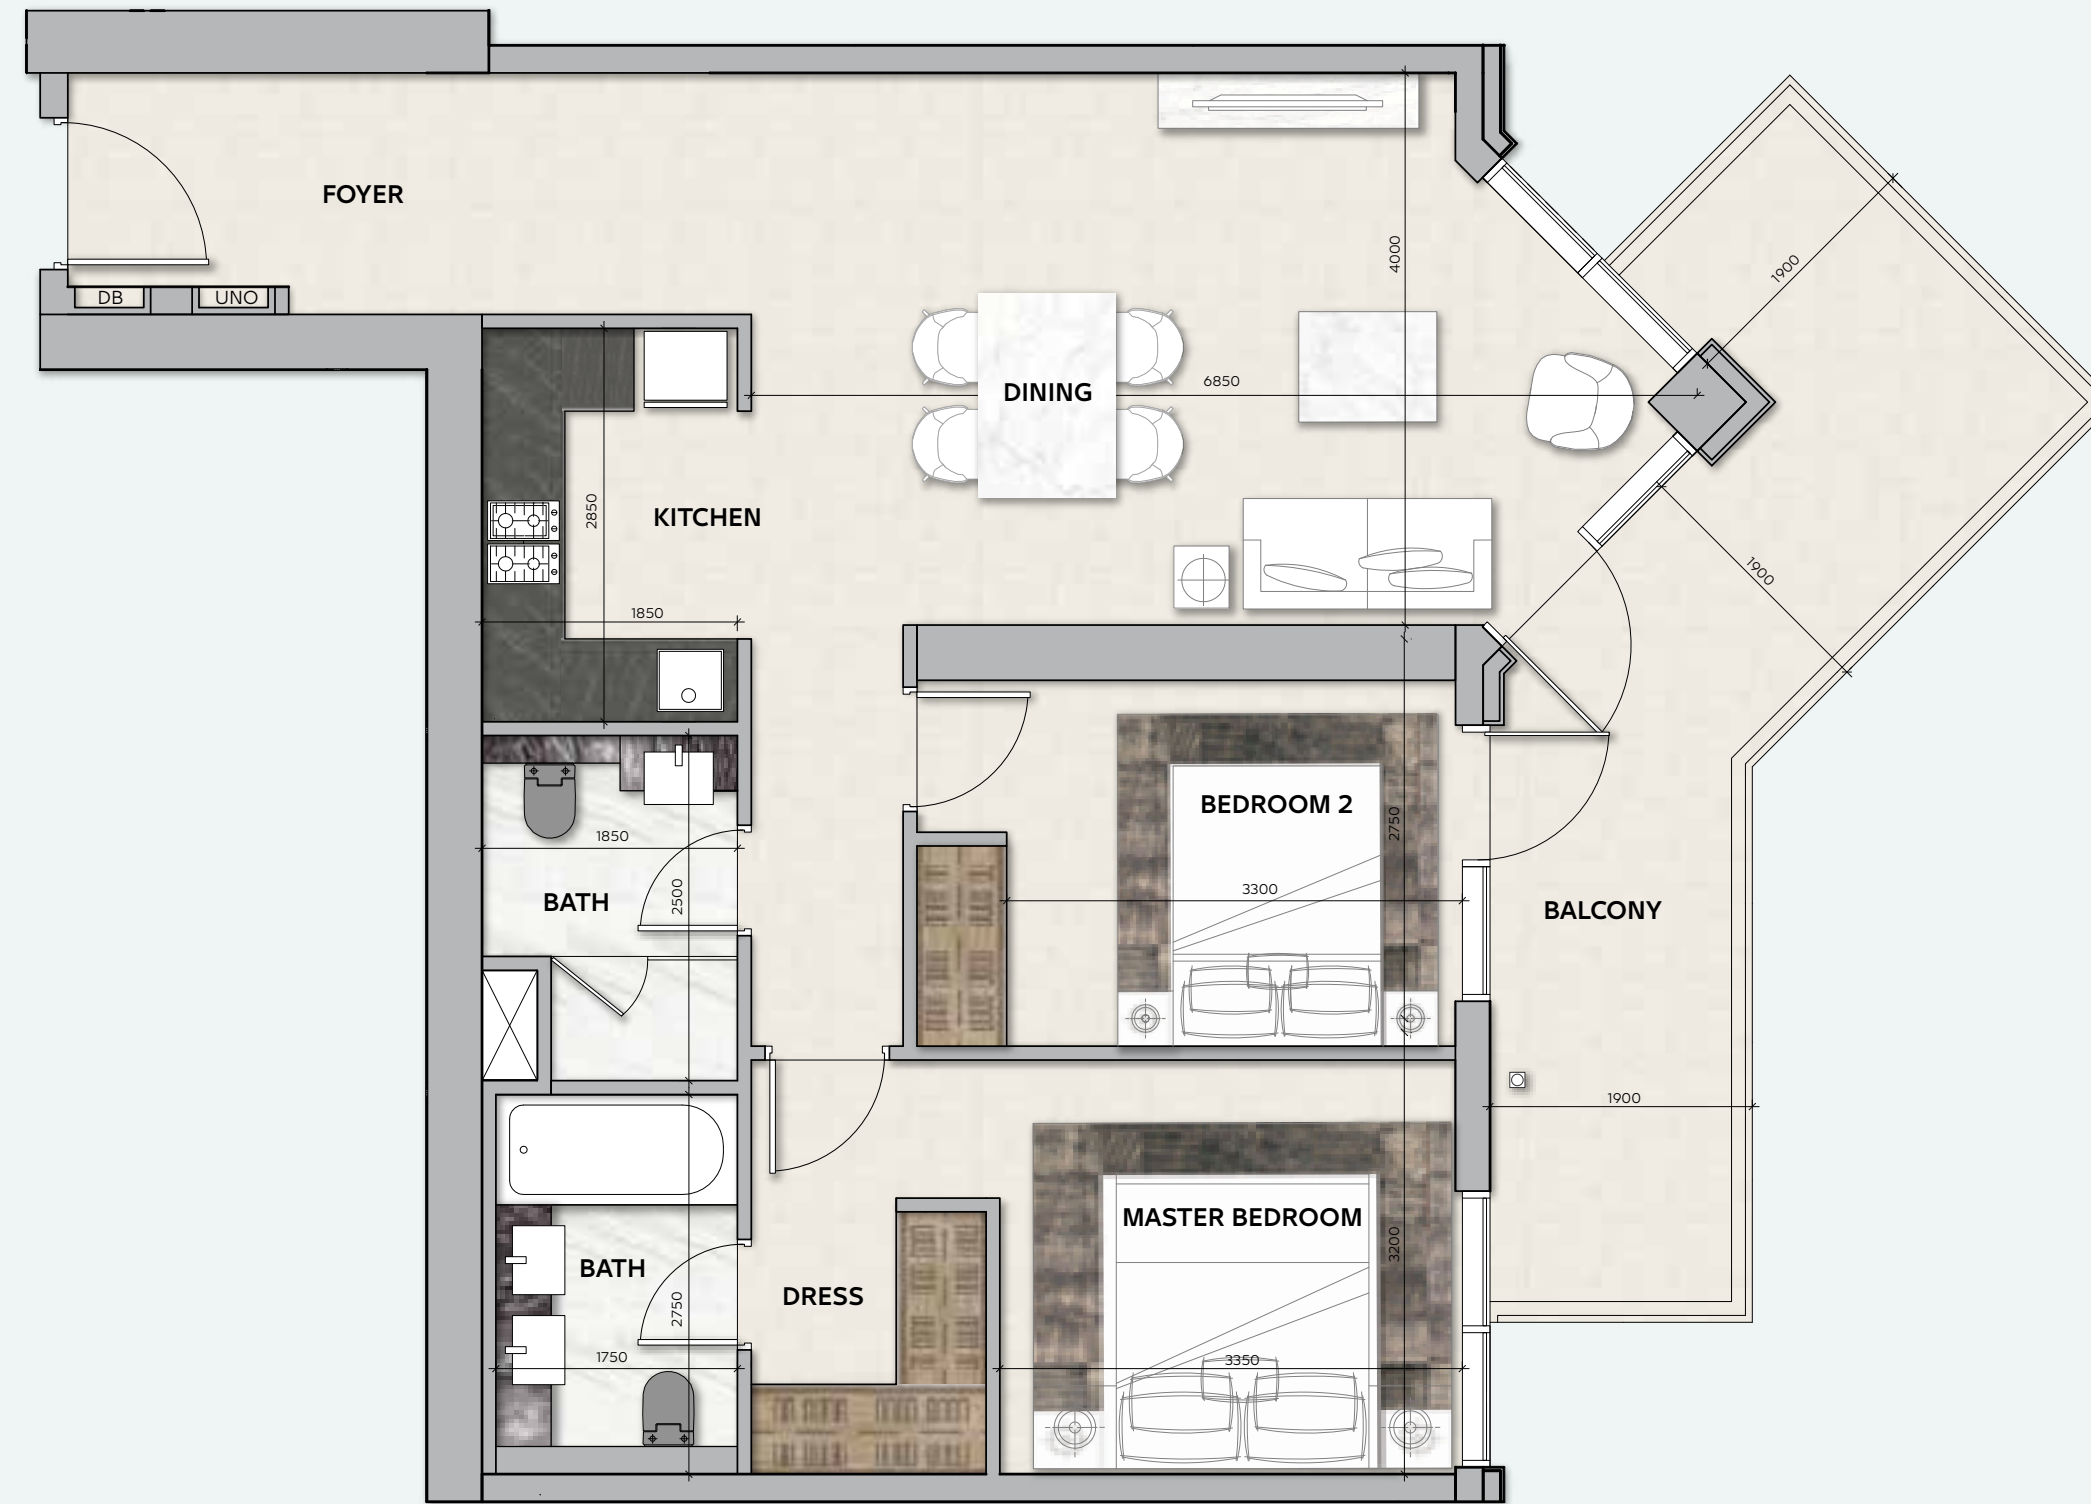 FOYER
4000
1900
DB
UNO
DINING
6850
2850
KITCHEN
1900
1850
BEDROOM 2
2750
1850
BATH
2500
3300
BALCONY
1900
MASTER BEDROOM
3200
BATH
2750
DRESS
1750
3350